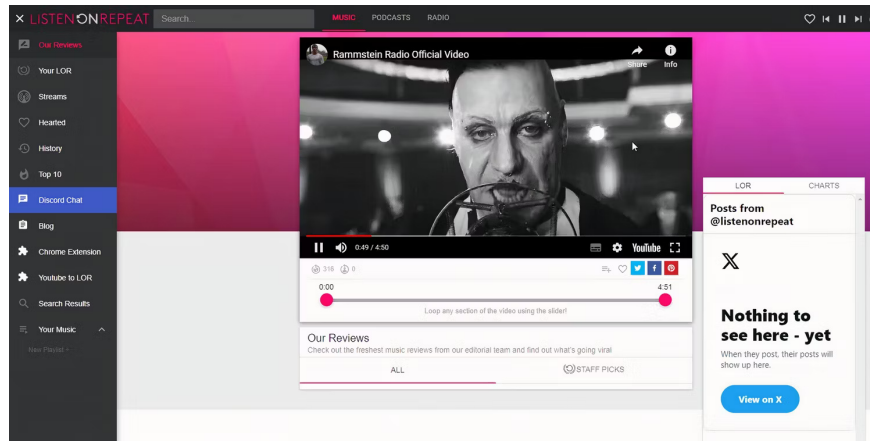 LISTENONREPEAT
Search...
MUSIC
PODCASTS
RADIO
Our Reviews
Your LOR
Streams
Hearted
History
Top 10
Discord Chat
Blog
Chrome Extension
Youtube to LOR
Search Results
Your Music
New Playlist +
Rammstein Radio Official Video
Share
Info
0:49 / 4:50
YouTube
318
0
0:00
4:51
Loop any section of the video using the slider!
Our Reviews
Check out the freshest music reviews from our editorial team and find out what's going viral
ALL
STAFF PICKS
LOR
CHARTS
Posts from
@listenonrepeat
Nothing to
see here - yet
When they post, their posts will
show up here.
View on X